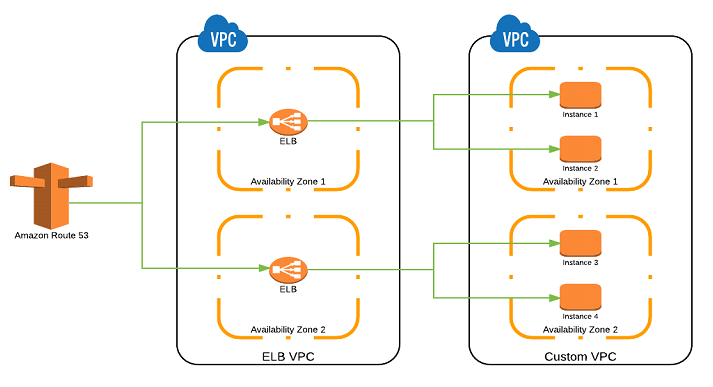 VPC
VPC
Instance 1
ELB
Instance 2
Availability Zone 1
Availability Zone 1
Amazon Route 53
Instance 3
ELB
Instance 4
Availability Zone 2
Availability Zone 2
ELB VPC
Custom VPC